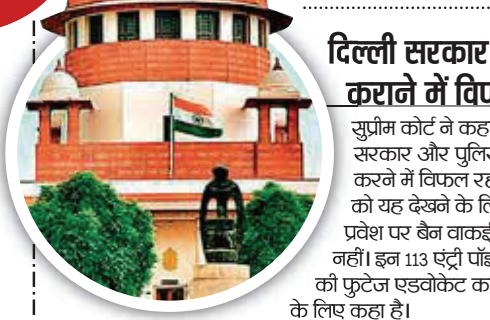 दिल्ली सरकार
कराने में विफ
सुप्रीम कोर्ट ने कहा
सरकार और पुलिस
करने में विफल रह
को यह देखने के लि
प्रवेश पर बैन वाकई
नहीं। इन 113 एंट्री पॉइ
की फुटेज एडवोकेट क
के लिए कहा है।